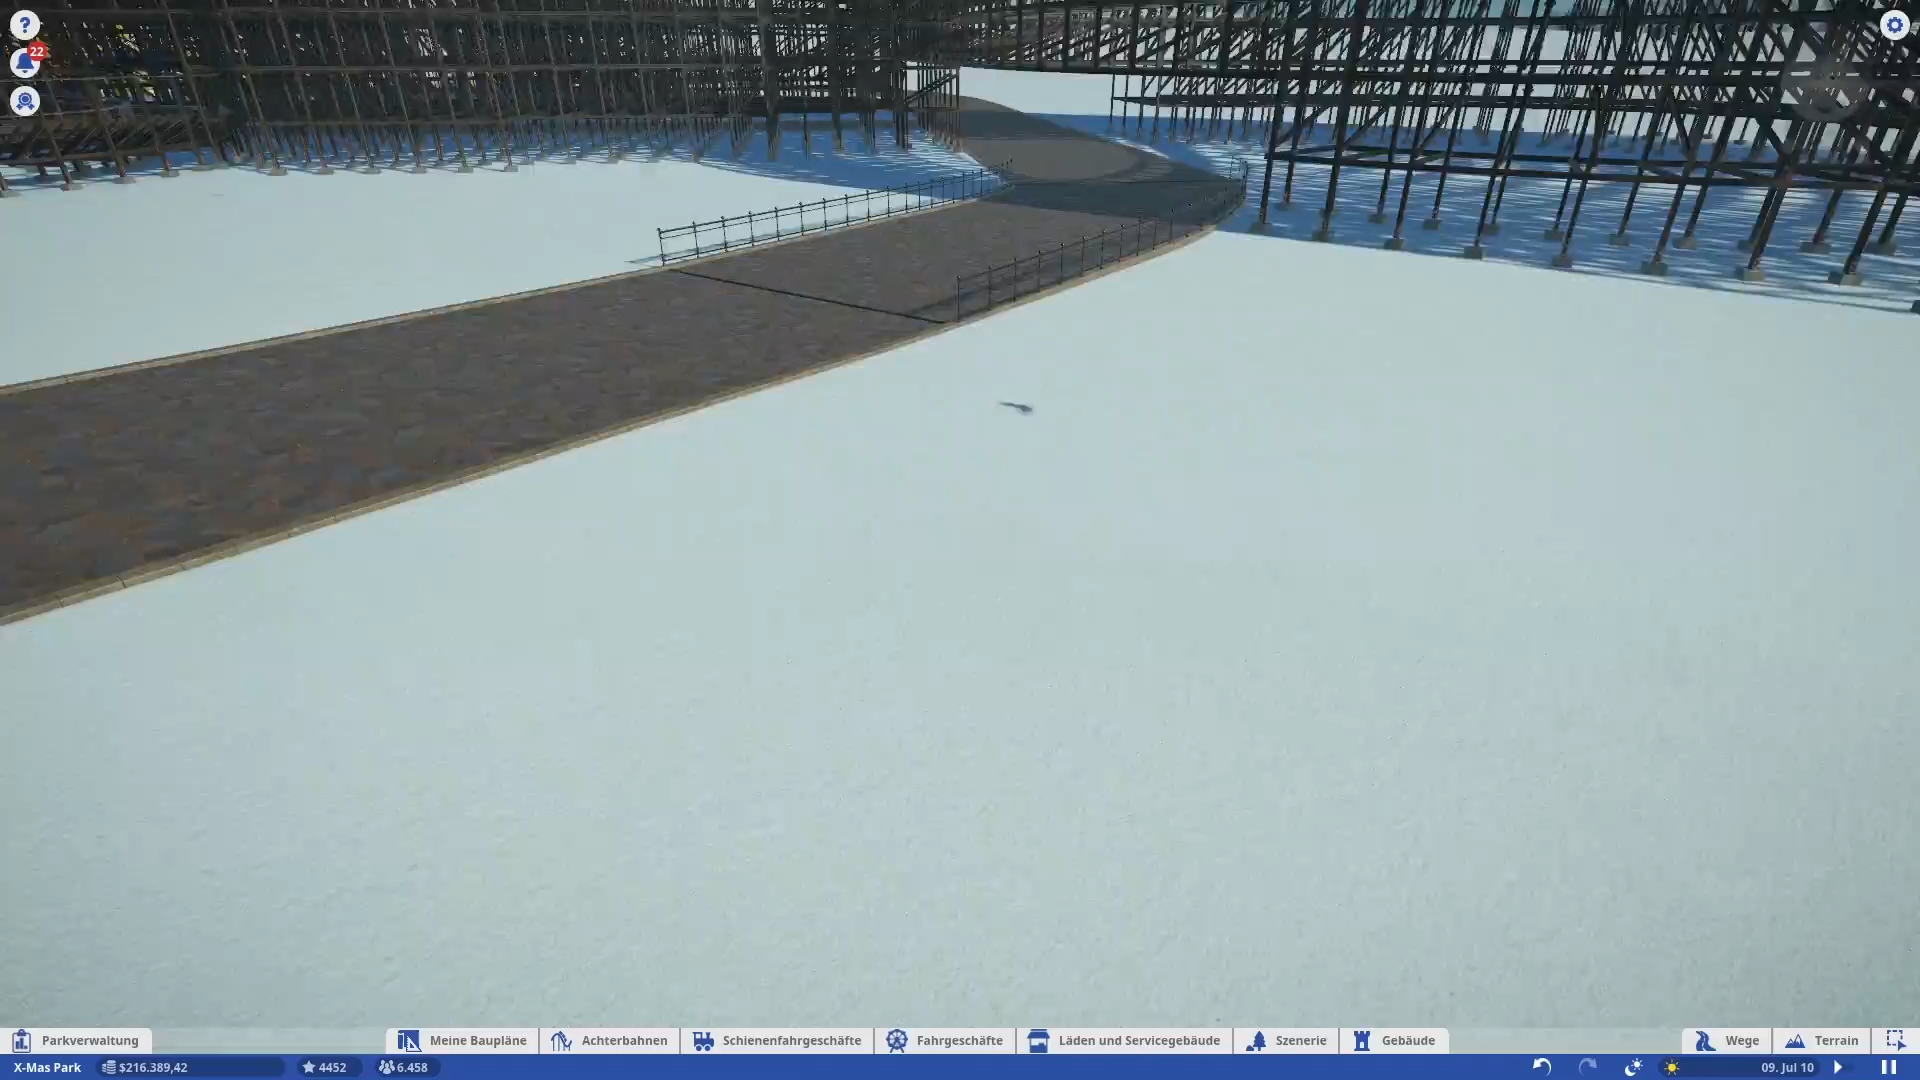 ?
22
Parkverwaltung
Meine Baupläne
Achterbahnen
Schienenfahrgeschäfte
Fahrgeschäfte
Läden und Servicegebäude
Szenerie
Gebäude
Wege
Terrain
X-Mas Park
$216.389,42
4452
6.458
09. Jul 10